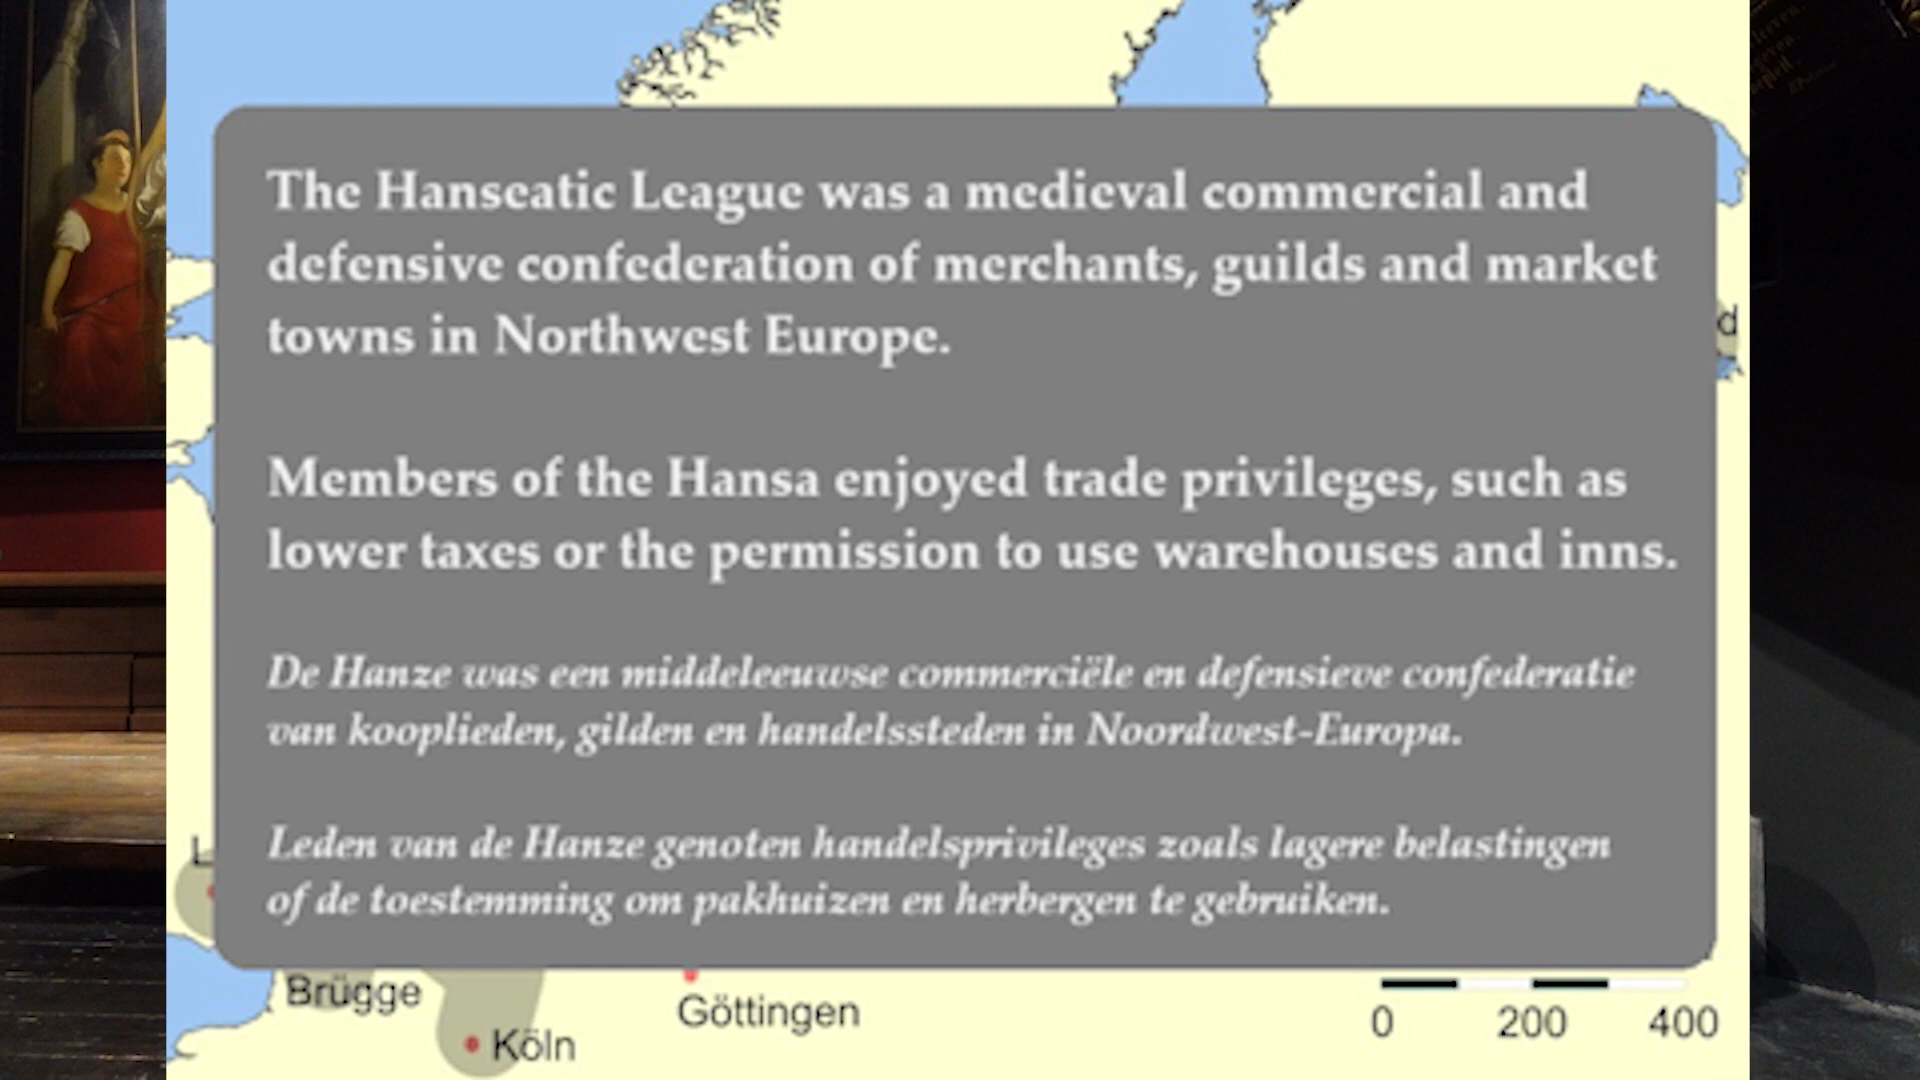 The Hanseatic League was a medieval commercial and
defensive confederation of merchants, guilds and market
towns in Northwest Europe.
Members of the Hansa enjoyed trade privileges, such as
lower taxes or the permission to use warehouses and inns.
De Hanze was een middeleeuwse commerciële en defensieve confederatie
van kooplieden, gilden en handelssteden in Noordwest-Europa.
Leden van de Hanze genoten handelsprivileges zoals lagere belastingen
of de toestemming om pakhuizen en herbergen te gebruiken.
Brügge
Göttingen
Köln
0 200 400